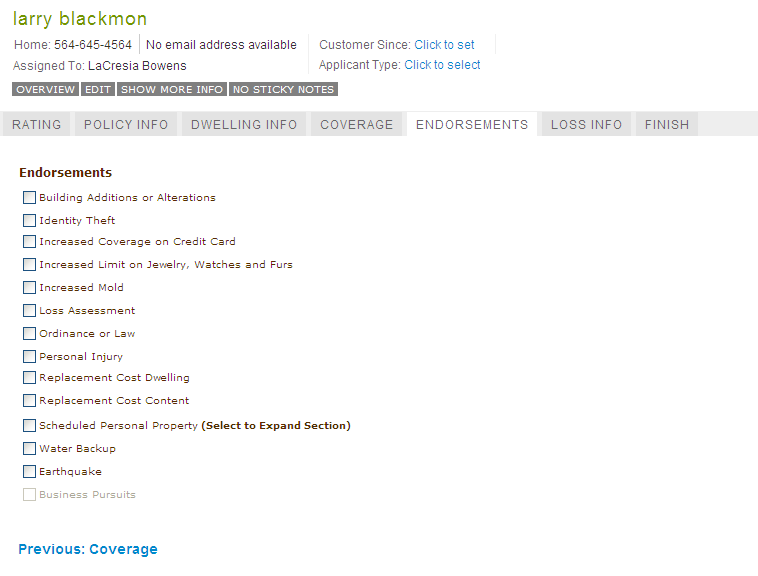 larry blackmon
Home: 564-645-4564 No email address available Customer Since: Click to set
Assigned To: LaCresia Bowens Applicant Type: Click to select
OVERVIEW EDIT SHOW MORE INFO NO STICKY NOTES
RATING POLICY INFO DWELLING INFO COVERAGE ENDORSEMENTS LOSS INFO FINISH
Endorsements
Building Additions or Alterations
Identity Theft
Increased Coverage on Credit Card
Increased Limit on Jewelry, Watches and Furs
Increased Mold
Loss Assessment
Ordinance or Law
Personal Injury
Replacement Cost Dwelling
Replacement Cost Content
Scheduled Personal Property (Select to Expand Section)
Water Backup
Earthquake
Business Pursuits
Previous: Coverage